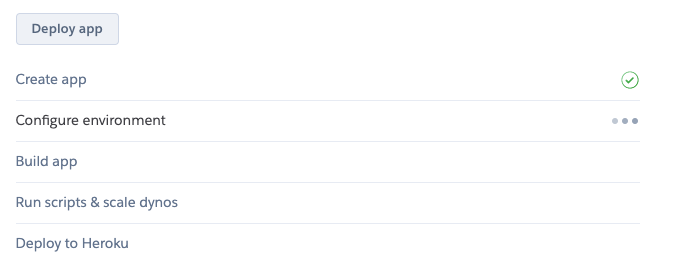 Deploy app
Create app
Configure environment
Build app
Run scripts & scale dynos
Deploy to Heroku